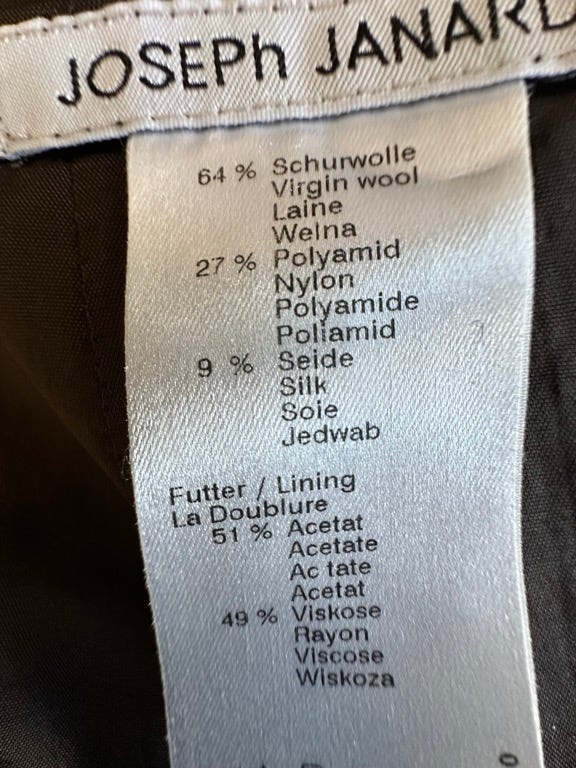 JOSEPh JANARD
64 % Schurwolle
Virgin wool
Laine
Welna
27 % Polyamid
Nylon
Polyamide
Poliamid
9 % Seide
Silk
Soie
Jedwab
Futter / Lining
La Doublure
51 % Acetat
Acetate
Ac tate
Acetat
49 % Viskose
Rayon
Viscose
Wiskoza